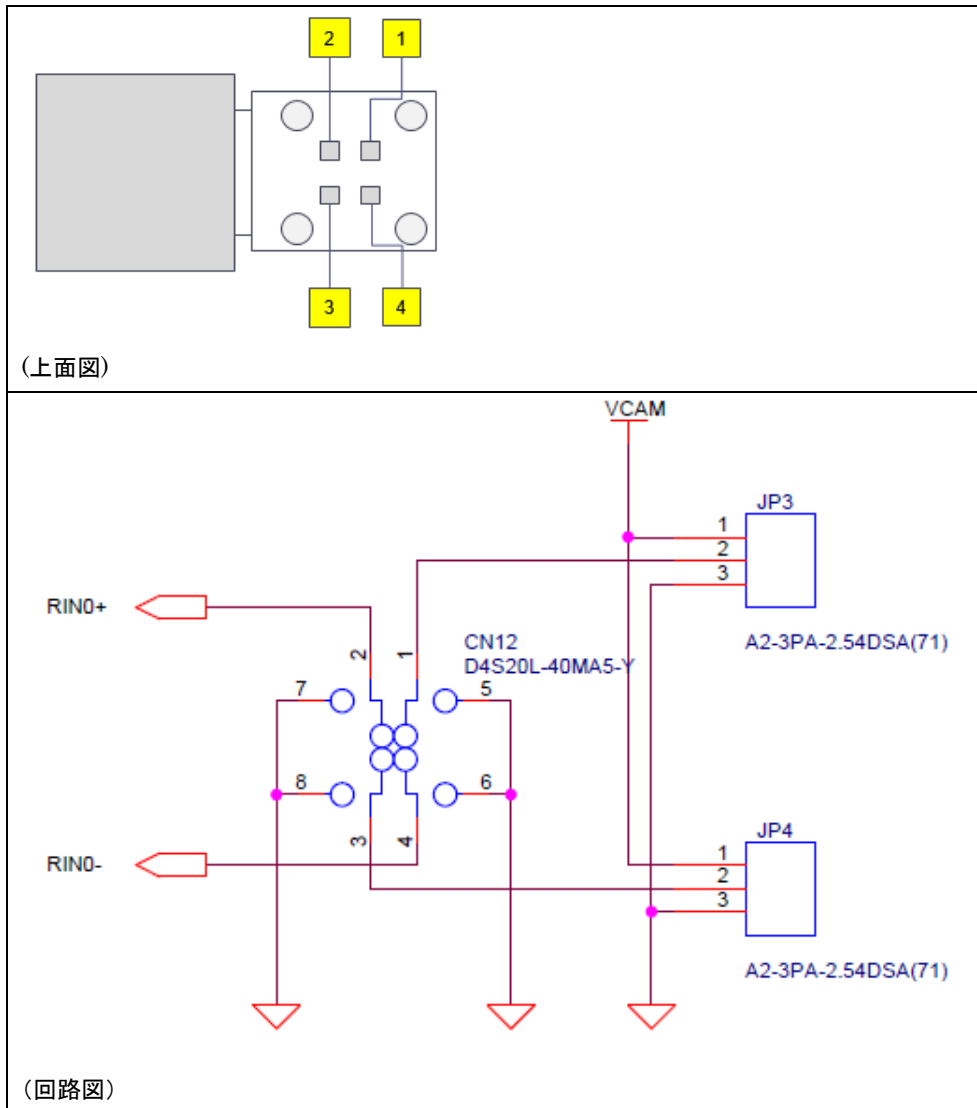 2 1
3 4
(上面図)
VCAM
JP3
1
2
3
A2-3PA-2.54DSA(71)
RIN0+
CN12
D4S20L-40MA5-Y
2 1
7 5
8 6
3 4
RIN0-
JP4
1
2
3
A2-3PA-2.54DSA(71)
(回路図)